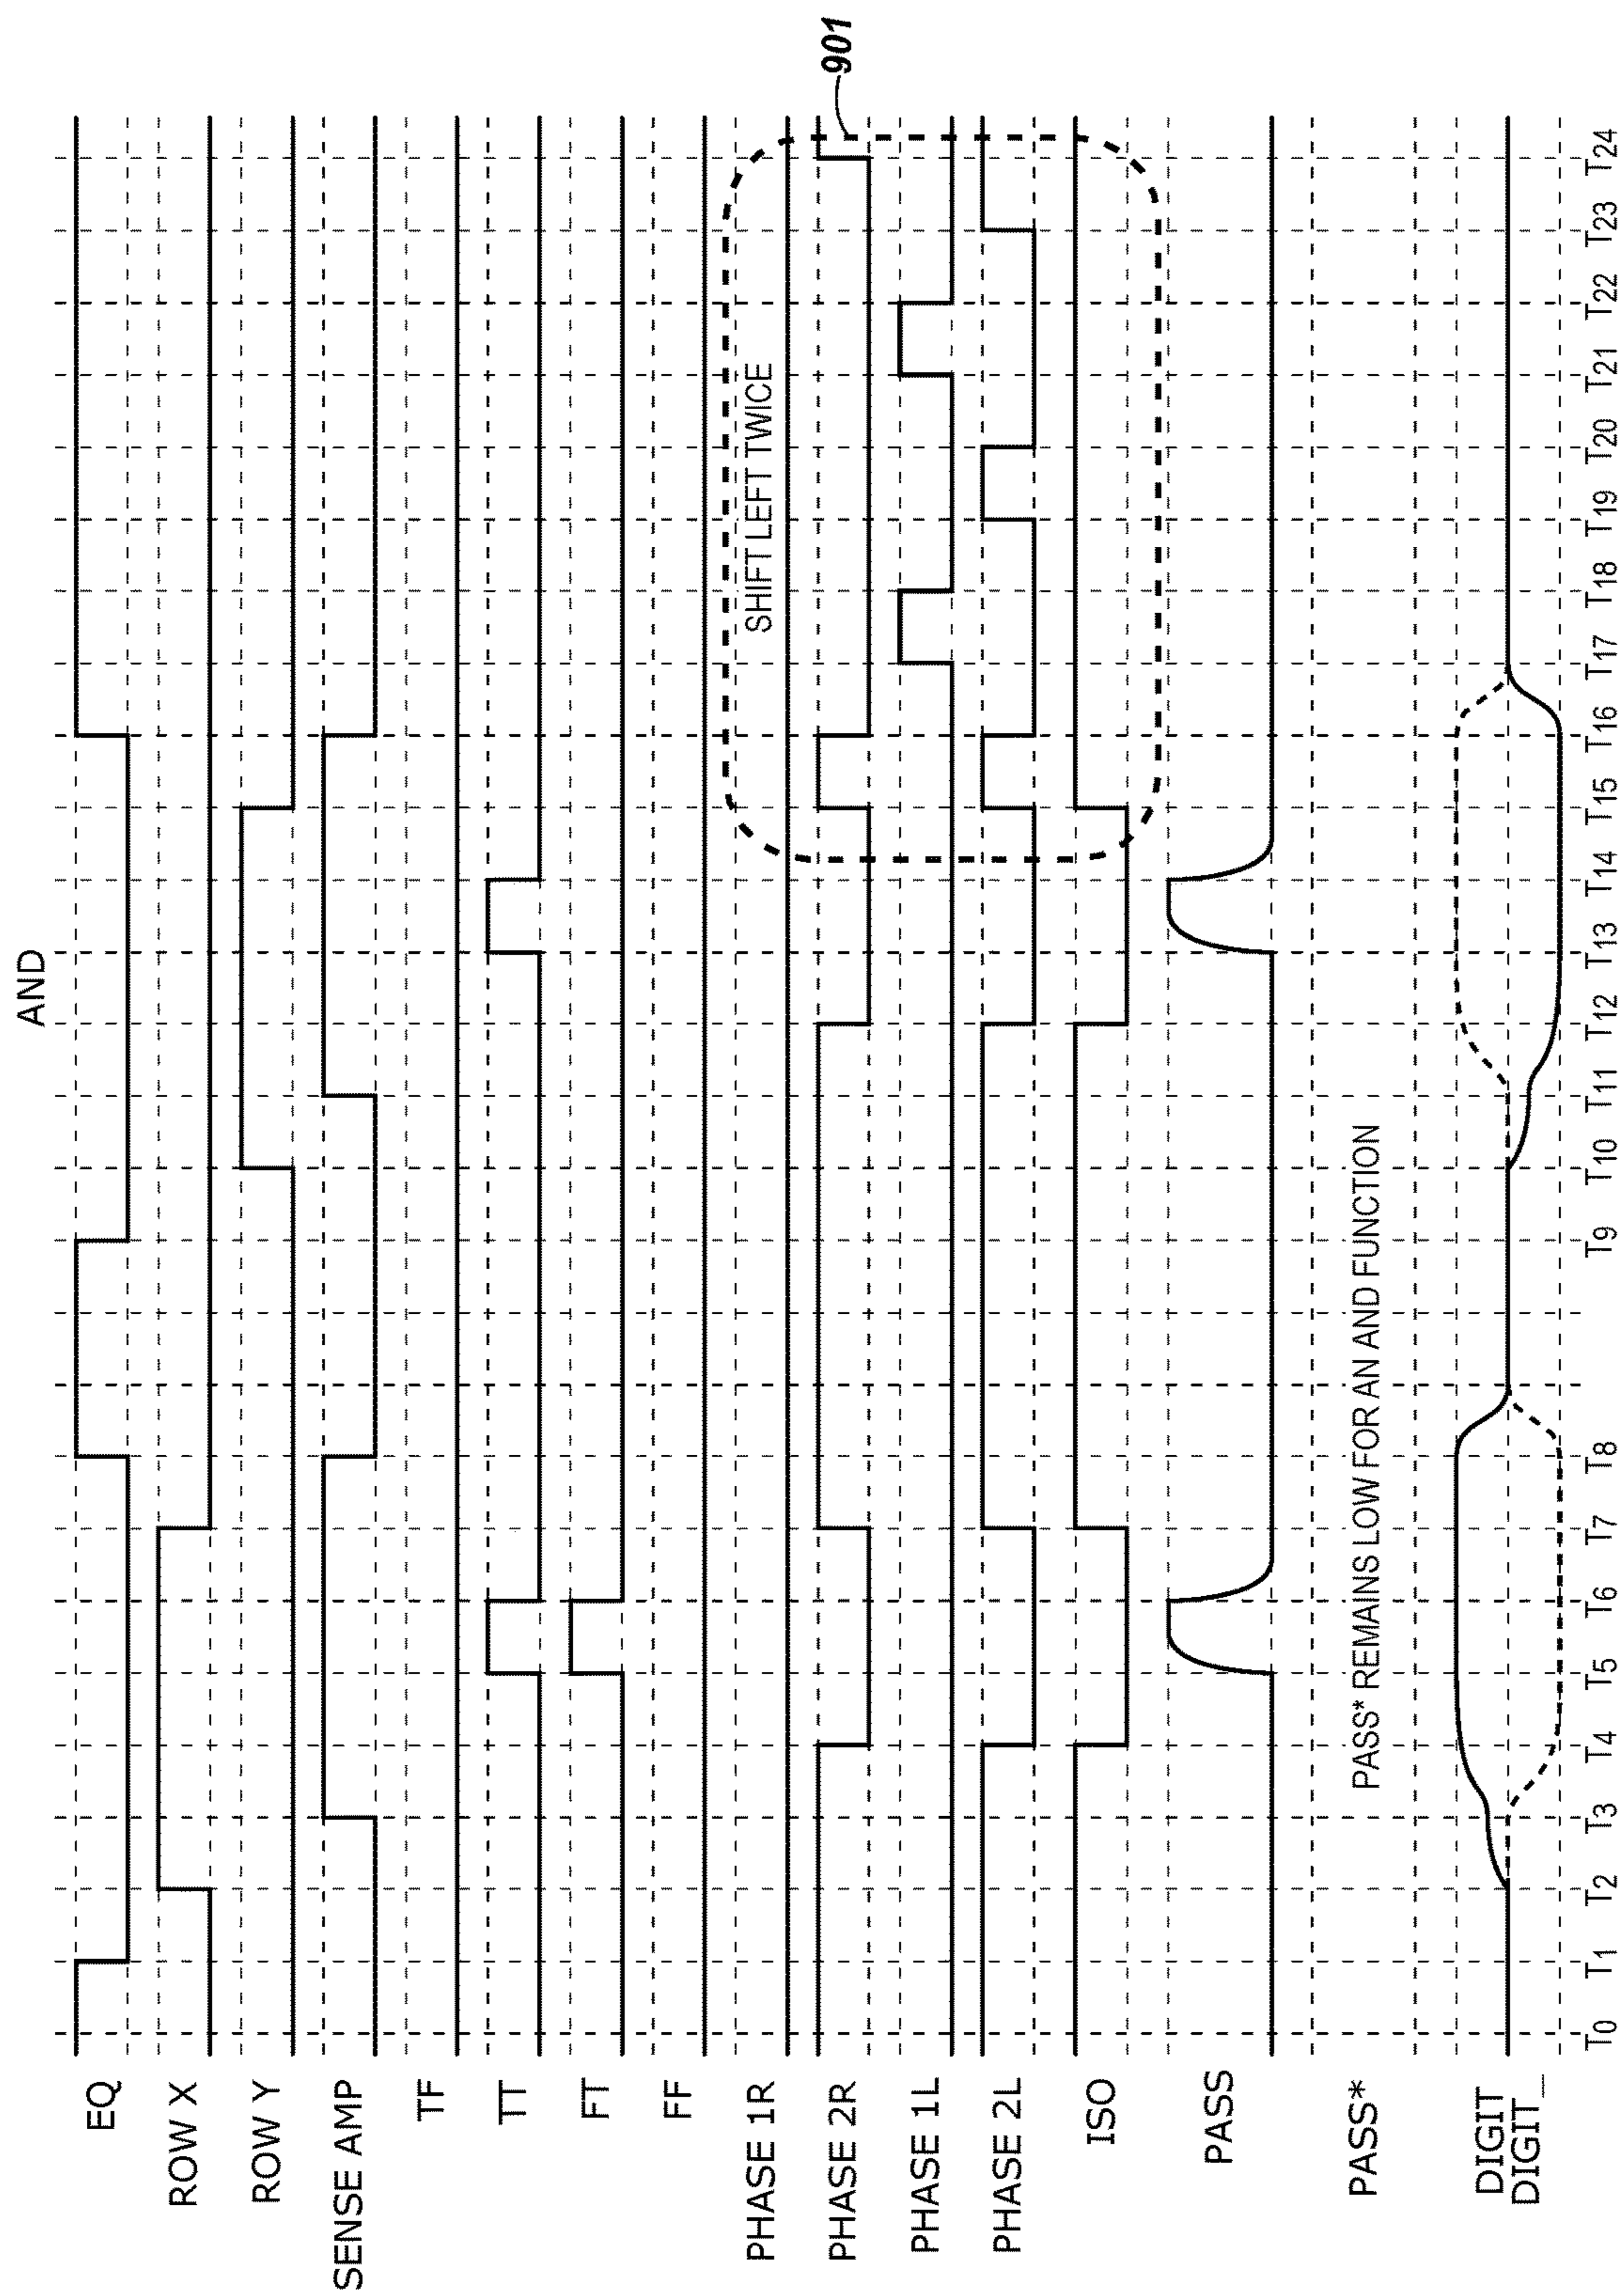 AND
EQ
ROW X
ROW Y
SENSE AMP
TF
TT
FT
FF
PHASE 1R
SHIFT LEFT TWICE
901
PHASE 2R
PHASE 1L
PHASE 2L
ISO
PASS
PASS*
PASS* REMAINS LOW FOR AN AND FUNCTION
DIGIT
DIGIT_
T0 T1 T2 T3 T4 T5 T6 T7 T8 T9 T10 T11 T12 T13 T14 T15 T16 T17 T18 T19 T20 T21 T22 T23 T24